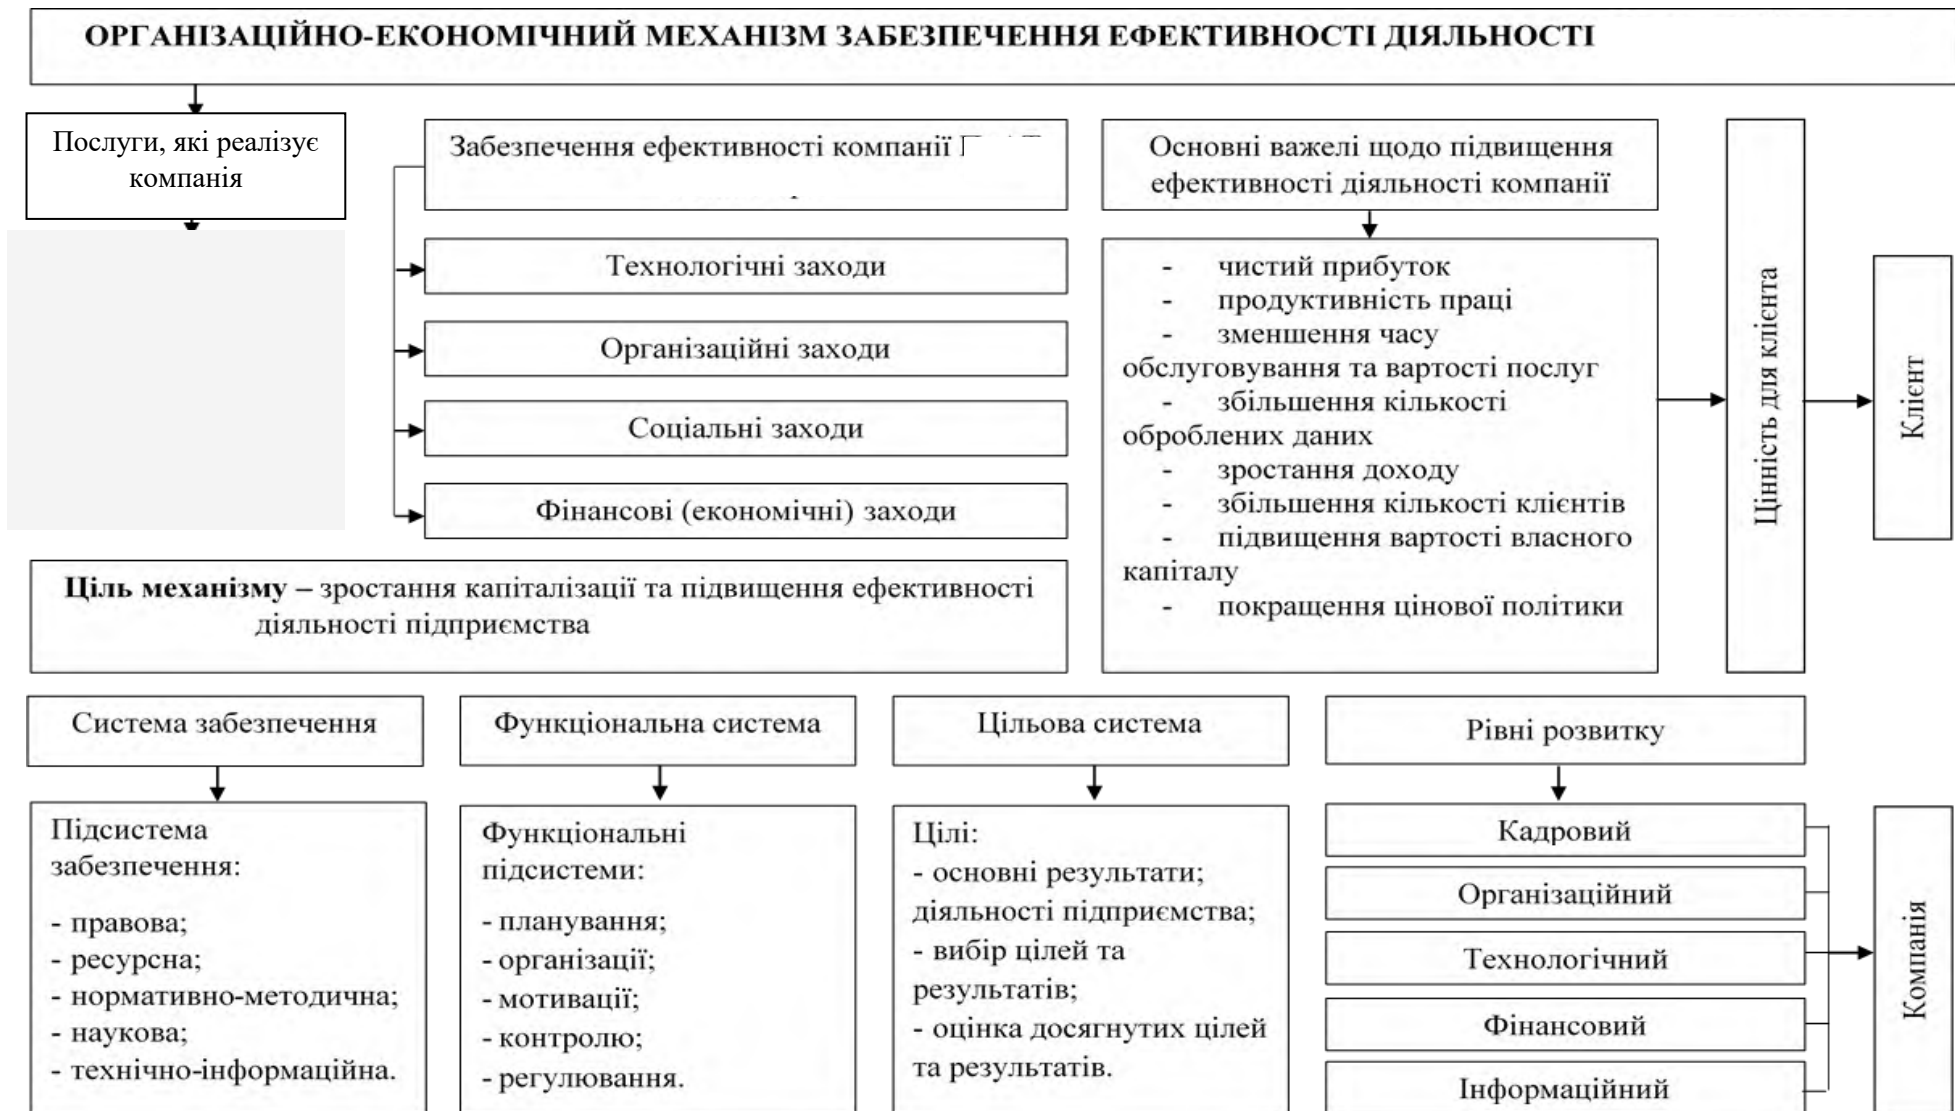 ОРГАНІЗАЦІЙНО-ЕКОНОМІЧНИЙ МЕХАНІЗМ ЗАБЕЗПЕЧЕННЯ ЕФЕКТИВНОСТІ ДІЯЛЬНОСТІ
Послуги, які реалізує
компанія
Забезпечення ефективності компанії
Технологічні заходи
Організаційні заходи
Соціальні заходи
Фінансові (економічні) заходи
Основні важелі щодо підвищення
ефективності діяльності компанії
- чистий прибуток
- продуктивність праці
- зменшення часу
обслуговування та вартості послуг
- збільшення кількості
оброблених даних
- зростання доходу
- збільшення кількості клієнтів
- підвищення вартості власного
капіталу
- покращення цінової політики
Цінність для клієнта
Клієнт
Ціль механізму – зростання капіталізації та підвищення ефективності
діяльності підприємства
Система забезпечення
Підсистема
забезпечення:
- правова;
- ресурсна;
- нормативно-методична;
- наукова;
- технічно-інформаційна.
Функціональна система
Функціональні
підсистеми:
- планування;
- організації;
- мотивації;
- контролю;
- регулювання.
Цільова система
Цілі:
- основні результати;
діяльності підприємства;
- вибір цілей та
результатів;
- оцінка досягнутих цілей
та результатів.
Рівні розвитку
Кадровий
Організаційний
Технологічний
Фінансовий
Інформаційний
Компанія